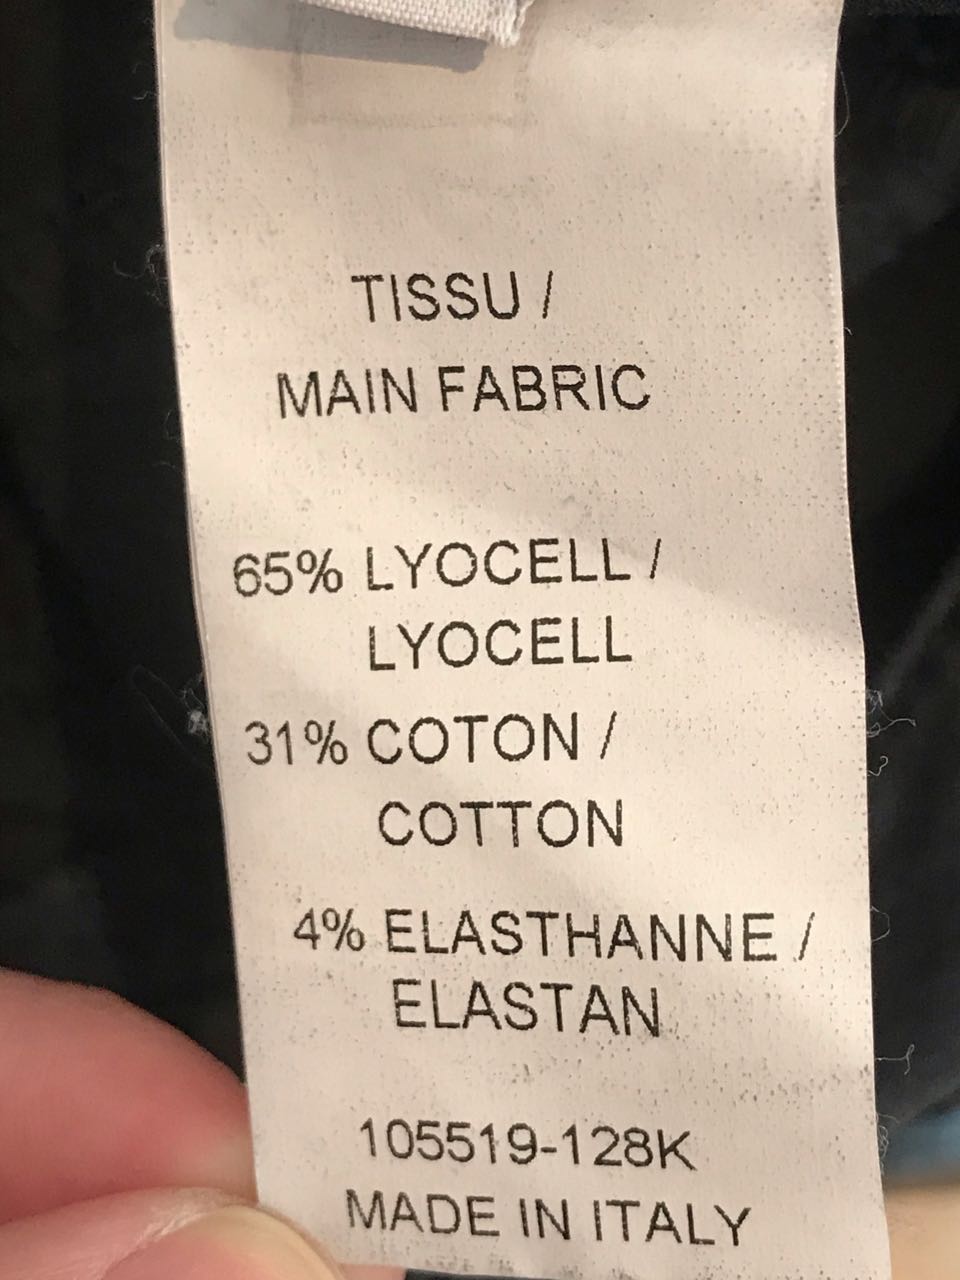 TISSU /
MAIN FABRIC
65% LYOCELL /
LYOCELL
31% COTON /
COTTON
4% ELASTHANNE /
ELASTAN
105519-128K
MADE IN ITALY